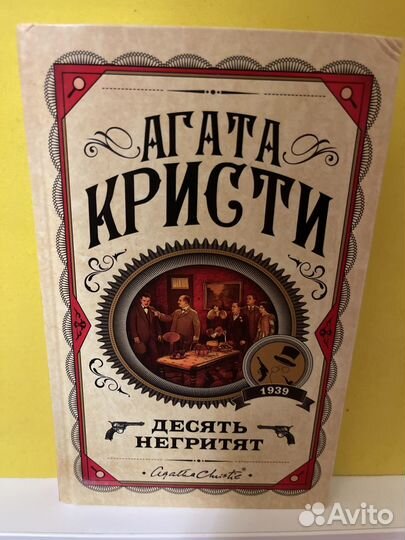 АГАТА
КРИСТИ
1939
ДЕСЯТЬ
НЕГРИТЯТ
Agatha Christie®
Avito